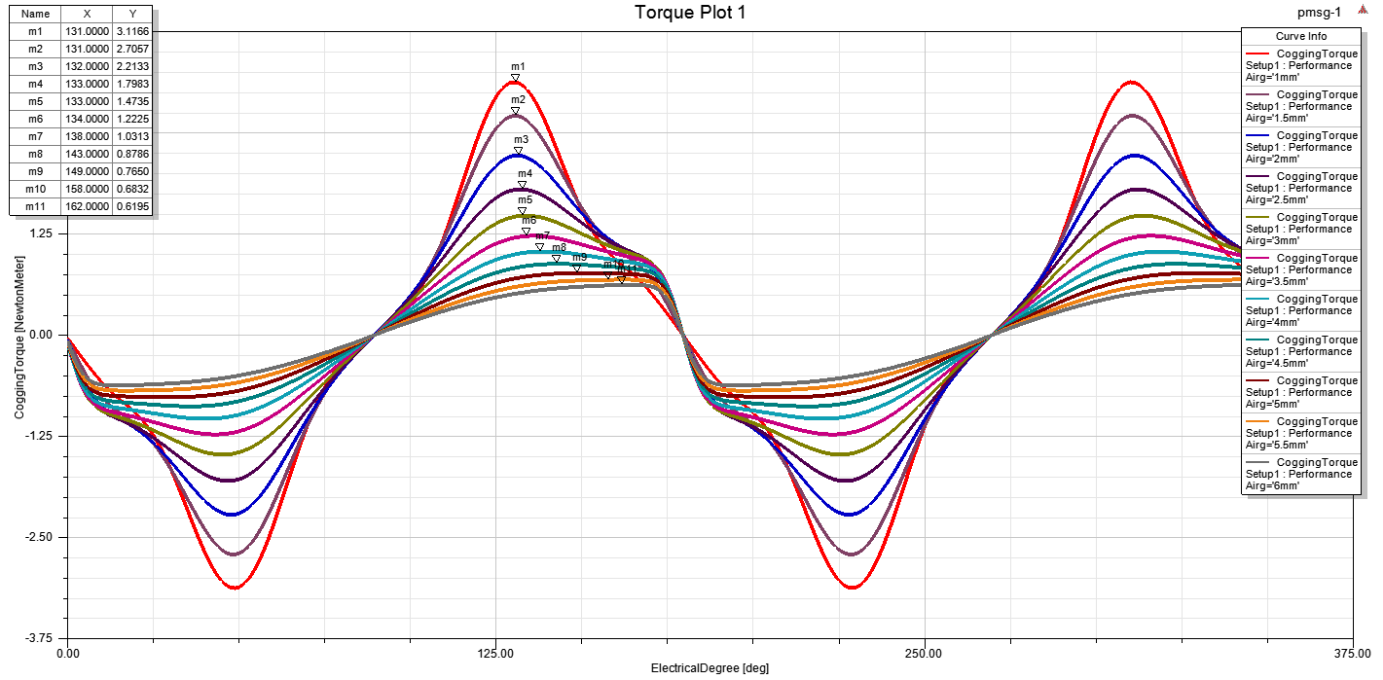 Torque Plot 1
pmsg-1
Name X Y
m1 131.0000 3.1166
m2 131.0000 2.7057
m3 132.0000 2.2133
m4 133.0000 1.7983
m5 133.0000 1.4735
m6 134.0000 1.2225
m7 138.0000 1.0313
m8 143.0000 0.8786
m9 149.0000 0.7650
m10 158.0000 0.6832
m11 162.0000 0.6195
Curve Info
CoggingTorque
Setup1 : Performance
Airg='1mm'
CoggingTorque
Setup1 : Performance
Airg='1.5mm'
CoggingTorque
Setup1 : Performance
Airg='2mm'
CoggingTorque
Setup1 : Performance
Airg='2.5mm'
CoggingTorque
Setup1 : Performance
Airg='3mm'
CoggingTorque
Setup1 : Performance
Airg='3.5mm'
CoggingTorque
Setup1 : Performance
Airg='4mm'
CoggingTorque
Setup1 : Performance
Airg='4.5mm'
CoggingTorque
Setup1 : Performance
Airg='5mm'
CoggingTorque
Setup1 : Performance
Airg='5.5mm'
CoggingTorque
Setup1 : Performance
Airg='6mm'
m1
m2
m3
m4
m5
m6
m7
m8
m9
m10
m11
CoggingTorque [NewtonMeter]
1.25
0.00
-1.25
-2.50
-3.75
0.00
125.00
250.00
375.00
ElectricalDegree [deg]